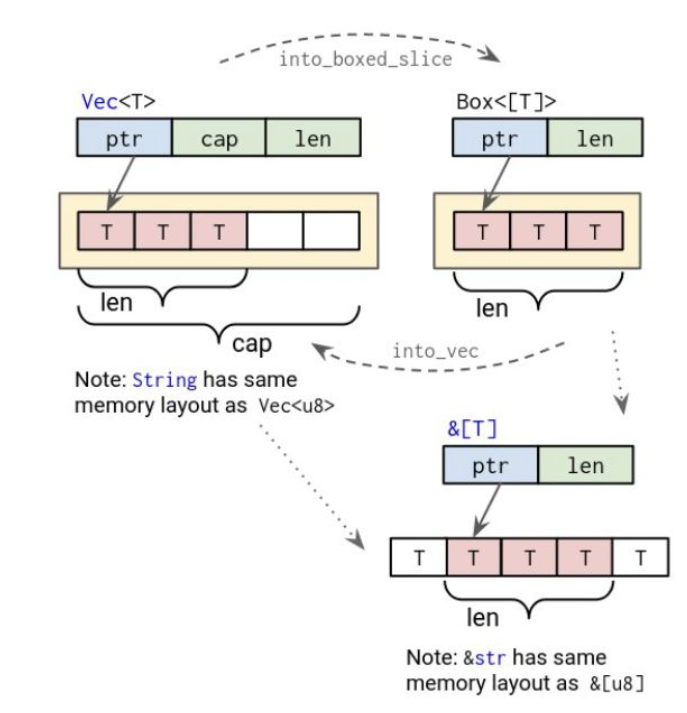 into_boxed_slice
Vec<T>
ptr cap len
T T T
len
cap
Note: String has same
memory layout as Vec<u8>
Box<[T]>
ptr len
T T T
len
into_vec
&[T]
ptr len
T T T T T
len
Note: &str has same
memory layout as &[u8]